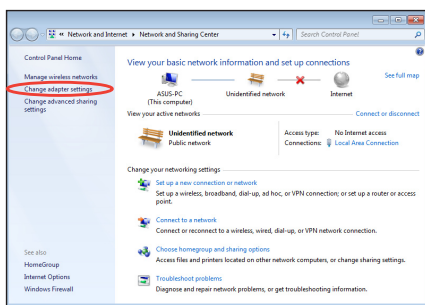 « Network and Internet ▸ Network and Sharing Center
Search Control Panel
Control Panel Home
Manage wireless networks
Change adapter settings
Change advanced sharing
settings
See also
HomeGroup
Internet Options
Windows Firewall
View your basic network information and set up connections
See full map
ASUS-PC
(This computer)
Unidentified network
Internet
View your active networks
Connect or disconnect
Unidentified network
Public network
Access type: No Internet access
Connections: Local Area Connection
Change your networking settings
Set up a new connection or network
Set up a wireless, broadband, dial-up, ad hoc, or VPN connection; or set up a router or access
point.
Connect to a network
Connect or reconnect to a wireless, wired, dial-up, or VPN network connection.
Choose homegroup and sharing options
Access files and printers located on other network computers, or change sharing settings.
Troubleshoot problems
Diagnose and repair network problems, or get troubleshooting information.